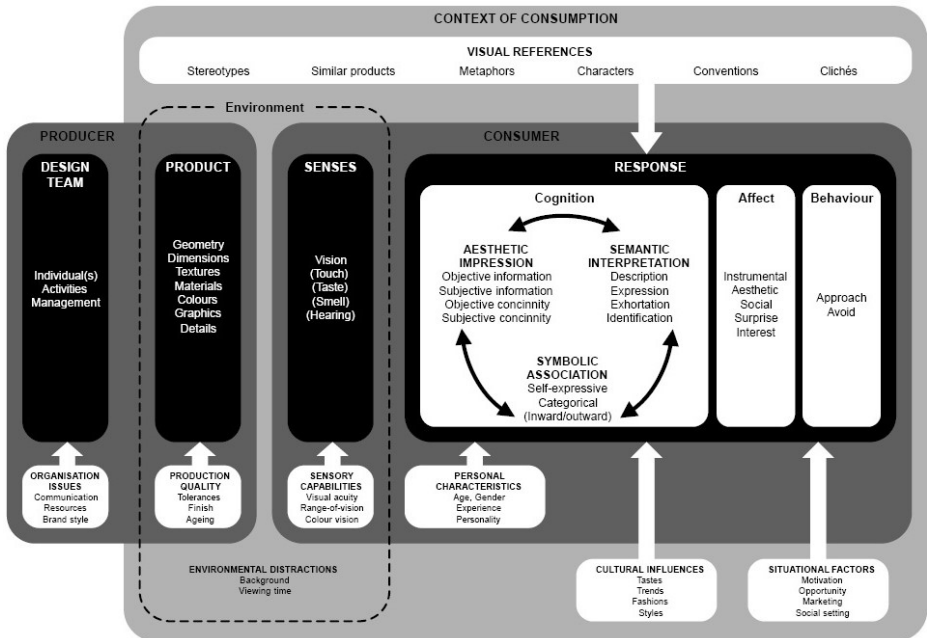 CONTEXT OF CONSUMPTION
VISUAL REFERENCES
Stereotypes Similar products Metaphors Characters Conventions Clichés
Environment
PRODUCER
CONSUMER
DESIGN
TEAM
Individual(s)
Activities
Management
PRODUCT
Geometry
Dimensions
Textures
Materials
Colours
Graphics
Details
SENSES
Vision
(Touch)
(Taste)
(Smell)
(Hearing)
RESPONSE
Cognition
AESTHETIC
IMPRESSION
Objective information
Subjective information
Objective concinnity
Subjective concinnity
SEMANTIC
INTERPRETATION
Description
Expression
Exhortation
Identification
SYMBOLIC
ASSOCIATION
Self-expressive
Categorical
(Inward/outward)
Affect
Instrumental
Aesthetic
Social
Surprise
Interest
Behaviour
Approach
Avoid
ORGANISATION
ISSUES
Communication
Resources
Brand style
PRODUCTION
QUALITY
Tolerances
Finish
Ageing
SENSORY
CAPABILITIES
Visual acuity
Range-of-vision
Colour vision
PERSONAL
CHARACTERISTICS
Age, Gender
Experience
Personality
ENVIRONMENTAL DISTRACTIONS
Background
Viewing time
CULTURAL INFLUENCES
Tastes
Trends
Fashions
Styles
SITUATIONAL FACTORS
Motivation
Opportunity
Marketing
Social setting